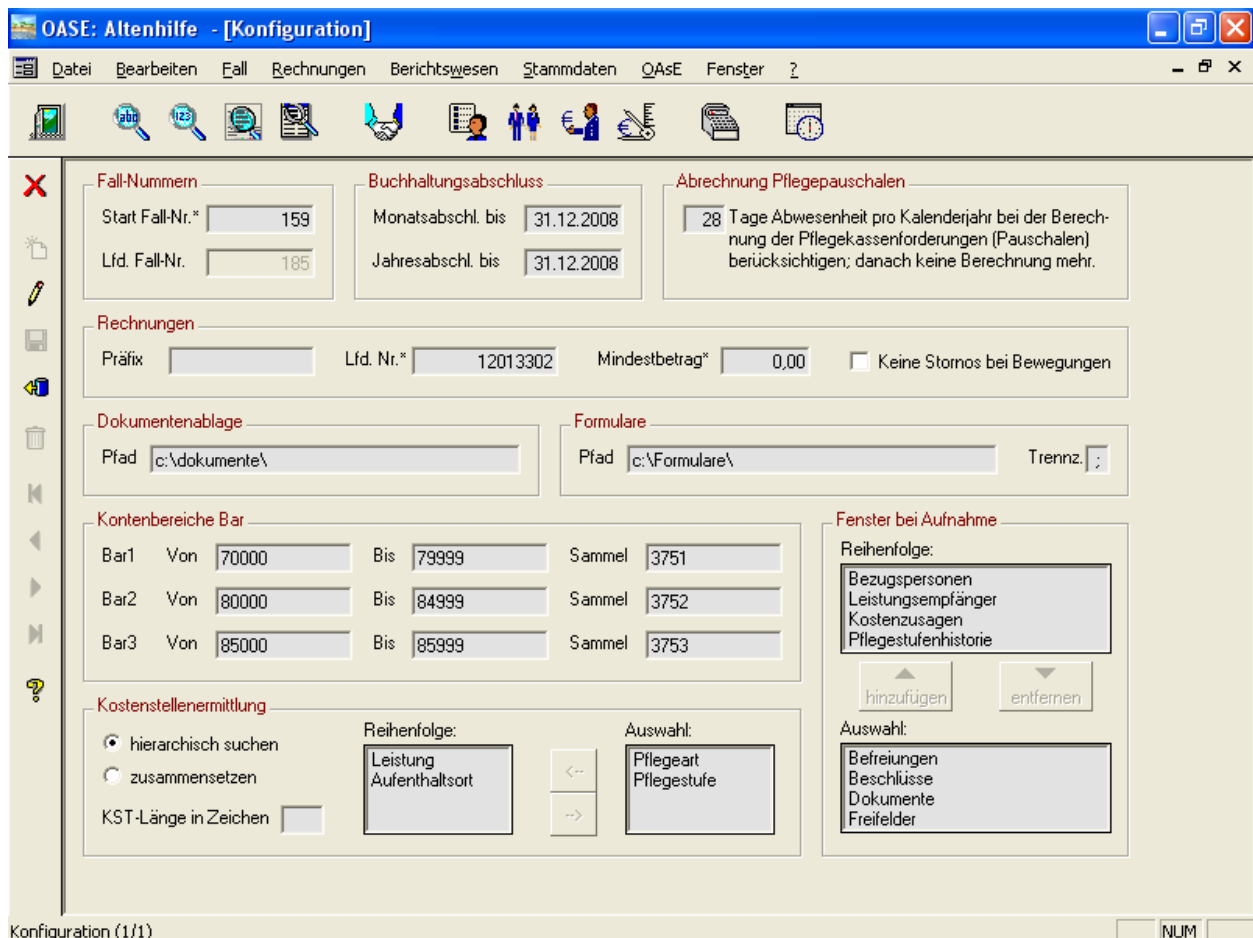 OASE: Altenhilfe - [Konfiguration]
Datei Bearbeiten Fall Rechnungen Berichtswesen Stammdaten OAsE Fenster ?
abc 123
Fall-Nummern
Start Fall-Nr.* 159
Lfd. Fall-Nr. 185
Buchhaltungsabschluss
Monatsabschl. bis 31.12.2008
Jahresabschl. bis 31.12.2008
Abrechnung Pflegepauschalen
28 Tage Abwesenheit pro Kalenderjahr bei der Berech-
nung der Pflegekassenforderungen (Pauschalen)
berücksichtigen; danach keine Berechnung mehr.
Rechnungen
Präfix Lfd. Nr.* 12013302 Mindestbetrag* 0,00 Keine Stornos bei Bewegungen
Dokumentenablage
Pfad c:\dokumente\
Formulare
Pfad c:\Formulare\ Trennz. ;
Kontenbereiche Bar
Bar1 Von 70000 Bis 79999 Sammel 3751
Bar2 Von 80000 Bis 84999 Sammel 3752
Bar3 Von 85000 Bis 85999 Sammel 3753
Fenster bei Aufnahme
Reihenfolge:
Bezugspersonen
Leistungsempfänger
Kostenzusagen
Pflegestufenhistorie
hinzufügen entfernen
Auswahl:
Befreiungen
Beschlüsse
Dokumente
Freifelder
Kostenstellenermittlung
hierarchisch suchen
zusammensetzen
KST-Länge in Zeichen
Reihenfolge:
Leistung
Aufenthaltsort
<--
-->
Auswahl:
Pflegeart
Pflegestufe
Konfiguration (1/1) NUM